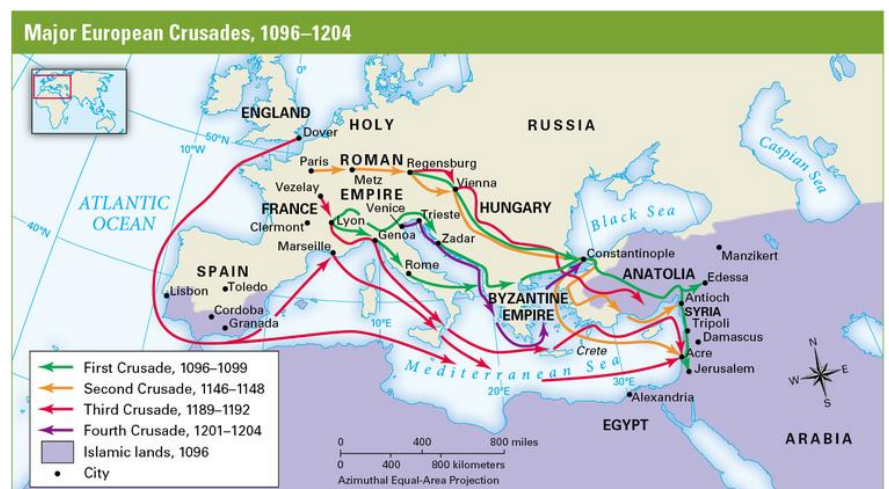 Major European Crusades, 1096–1204
0°
ENGLAND
Dover
HOLY
RUSSIA
50°N
10°W
Paris
ROMAN
Regensburg
Metz
Vienna
Caspian Sea
Vezelay
EMPIRE
ATLANTIC
OCEAN
FRANCE
Venice
Trieste
HUNGARY
Lyon
Clermont
Genoa
Zadar
Black Sea
40°N
Marseille
Constantinople
Manzikert
SPAIN
Rome
ANATOLIA
Edessa
Toledo
Lisbon
BYZANTINE
EMPIRE
Antioch
SYRIA
Cordoba
Granada
10°E
Tripoli
Damascus
Crete
Acre
Mediterranean Sea
Jerusalem
20°E
30°E
Alexandria
EGYPT
ARABIA
N
W
E
S
First Crusade, 1096–1099
Second Crusade, 1146–1148
Third Crusade, 1189–1192
Fourth Crusade, 1201–1204
Islamic lands, 1096
City
0 400 800 miles
0 400 800 kilometers
Azimuthal Equal-Area Projection